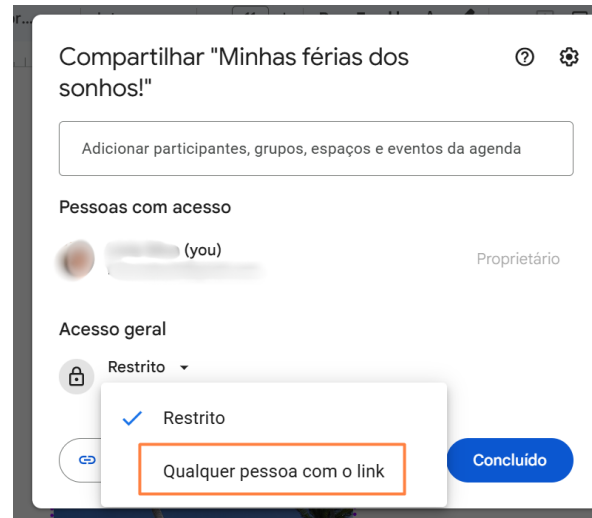 Compartilhar "Minhas férias dos
sonhos!"
Adicionar participantes, grupos, espaços e eventos da agenda
Pessoas com acesso
(you)
Proprietário
Acesso geral
Restrito
Restrito
Qualquer pessoa com o link
Concluído